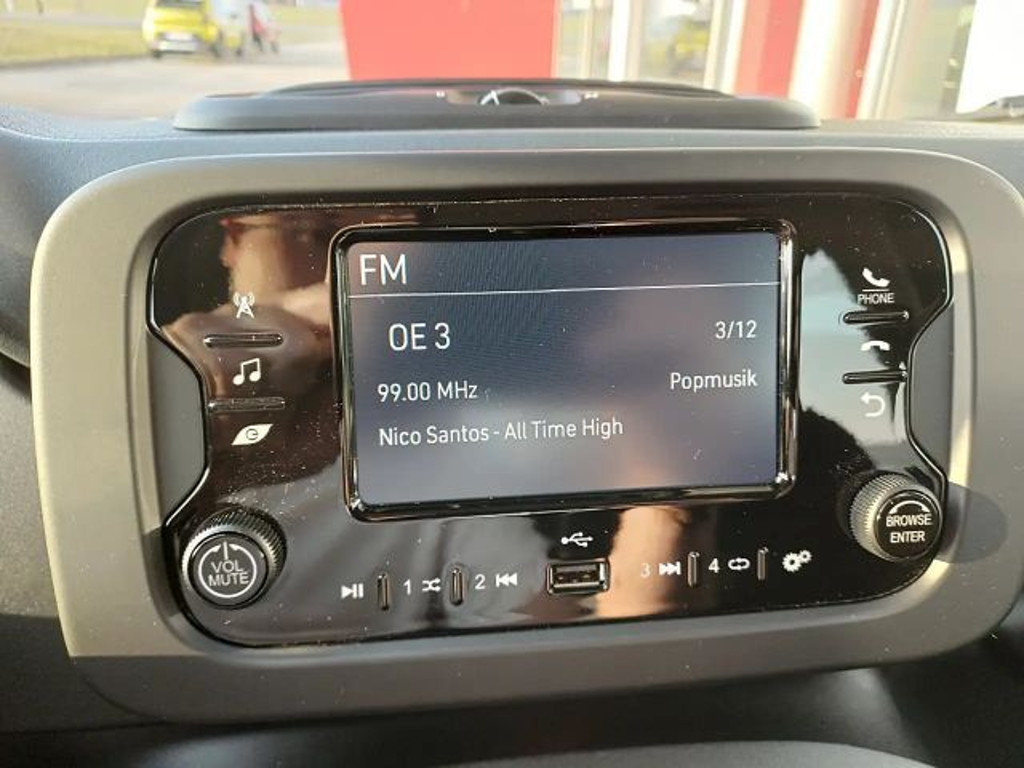 FM
OE 3
3/12
99.00 MHz
Popmusik
Nico Santos - All Time High
PHONE
VOL
MUTE
BROWSE
ENTER
1
2
3
4